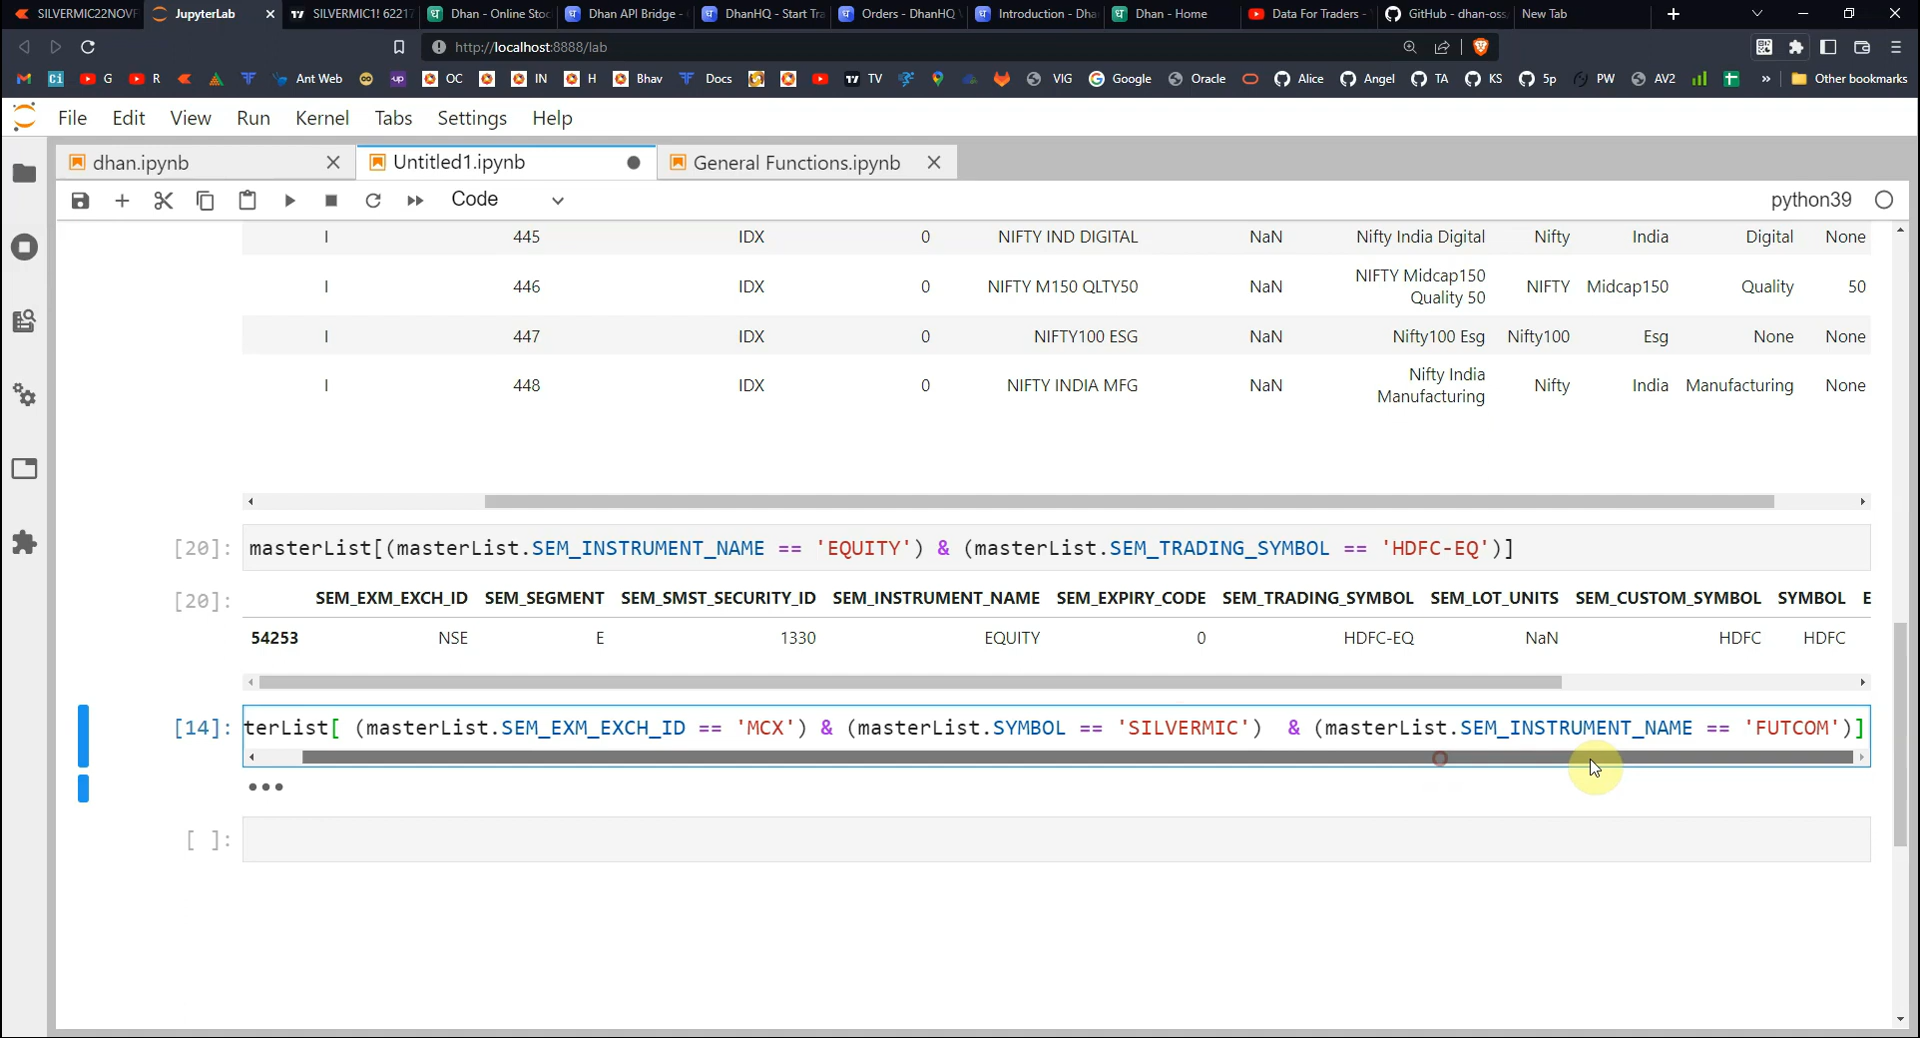 SILVERMIC22NOVF
JupyterLab
SILVERMIC1! 6221
Dhan - Online Stoc
Dhan API Bridge -
DhanHQ - Start Tra
Orders - DhanHQ
Introduction - Dha
Dhan - Home
Data For Traders -
GitHub - dhan-oss
New Tab
http://localhost:8888/lab
G
R
Ant Web
OC
IN
H
Bhav
Docs
TV
VIG
Google
Oracle
Alice
Angel
TA
KS
5p
PW
AV2
» Other bookmarks
File Edit View Run Kernel Tabs Settings Help
dhan.ipynb
Untitled1.ipynb
General Functions.ipynb
Code
python39
I 445 IDX 0 NIFTY IND DIGITAL NaN Nifty India Digital Nifty India Digital None
I 446 IDX 0 NIFTY M150 QLTY50 NaN NIFTY Midcap150 Quality 50 NIFTY Midcap150 Quality 50
I 447 IDX 0 NIFTY100 ESG NaN Nifty100 Esg Nifty100 Esg None None
I 448 IDX 0 NIFTY INDIA MFG NaN Nifty India Manufacturing Nifty India Manufacturing None
[20]: masterList[(masterList.SEM_INSTRUMENT_NAME == 'EQUITY') & (masterList.SEM_TRADING_SYMBOL == 'HDFC-EQ')]
[20]: SEM_EXM_EXCH_ID SEM_SEGMENT SEM_SMST_SECURITY_ID SEM_INSTRUMENT_NAME SEM_EXPIRY_CODE SEM_TRADING_SYMBOL SEM_LOT_UNITS SEM_CUSTOM_SYMBOL SYMBOL E
54253 NSE E 1330 EQUITY 0 HDFC-EQ NaN HDFC HDFC
[14]: terList[ (masterList.SEM_EXM_EXCH_ID == 'MCX') & (masterList.SYMBOL == 'SILVERMIC')  & (masterList.SEM_INSTRUMENT_NAME == 'FUTCOM')]
[ ]: